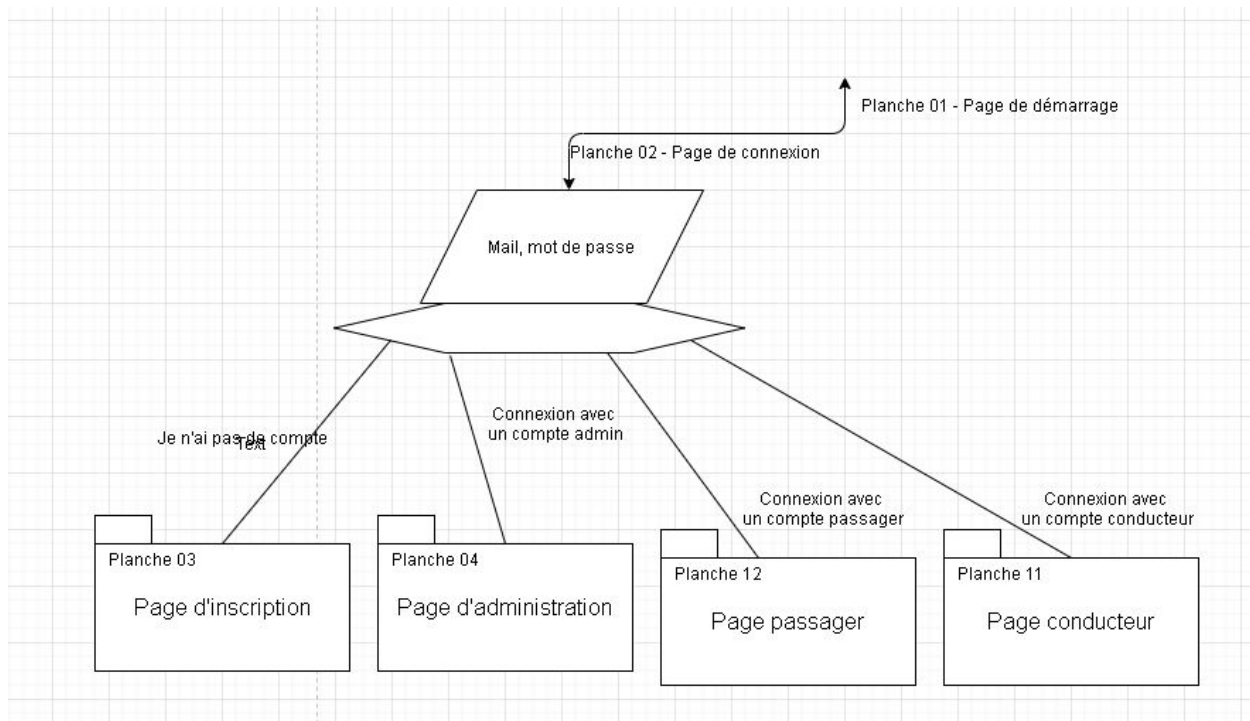 Planche 01 - Page de démarrage
Planche 02 - Page de connexion
Mail, mot de passe
Je n'ai pas de compte
Text
Connexion avec
un compte admin
Connexion avec
un compte passager
Connexion avec
un compte conducteur
Planche 03
Page d'inscription
Planche 04
Page d'administration
Planche 12
Page passager
Planche 11
Page conducteur